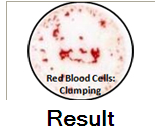 Red Blood Cells:
Clumping
Result